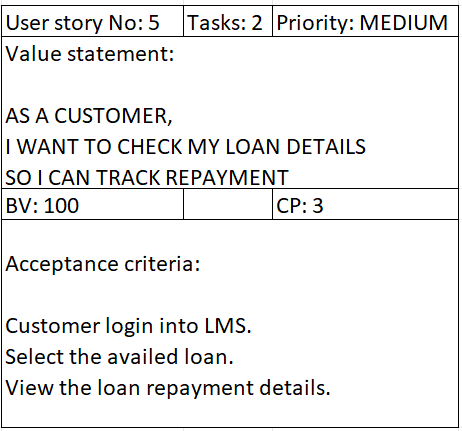 User story No: 5 Tasks: 2 Priority: MEDIUM
Value statement:
AS A CUSTOMER,
I WANT TO CHECK MY LOAN DETAILS
SO I CAN TRACK REPAYMENT
BV: 100 CP: 3
Acceptance criteria:
Customer login into LMS.
Select the availed loan.
View the loan repayment details.